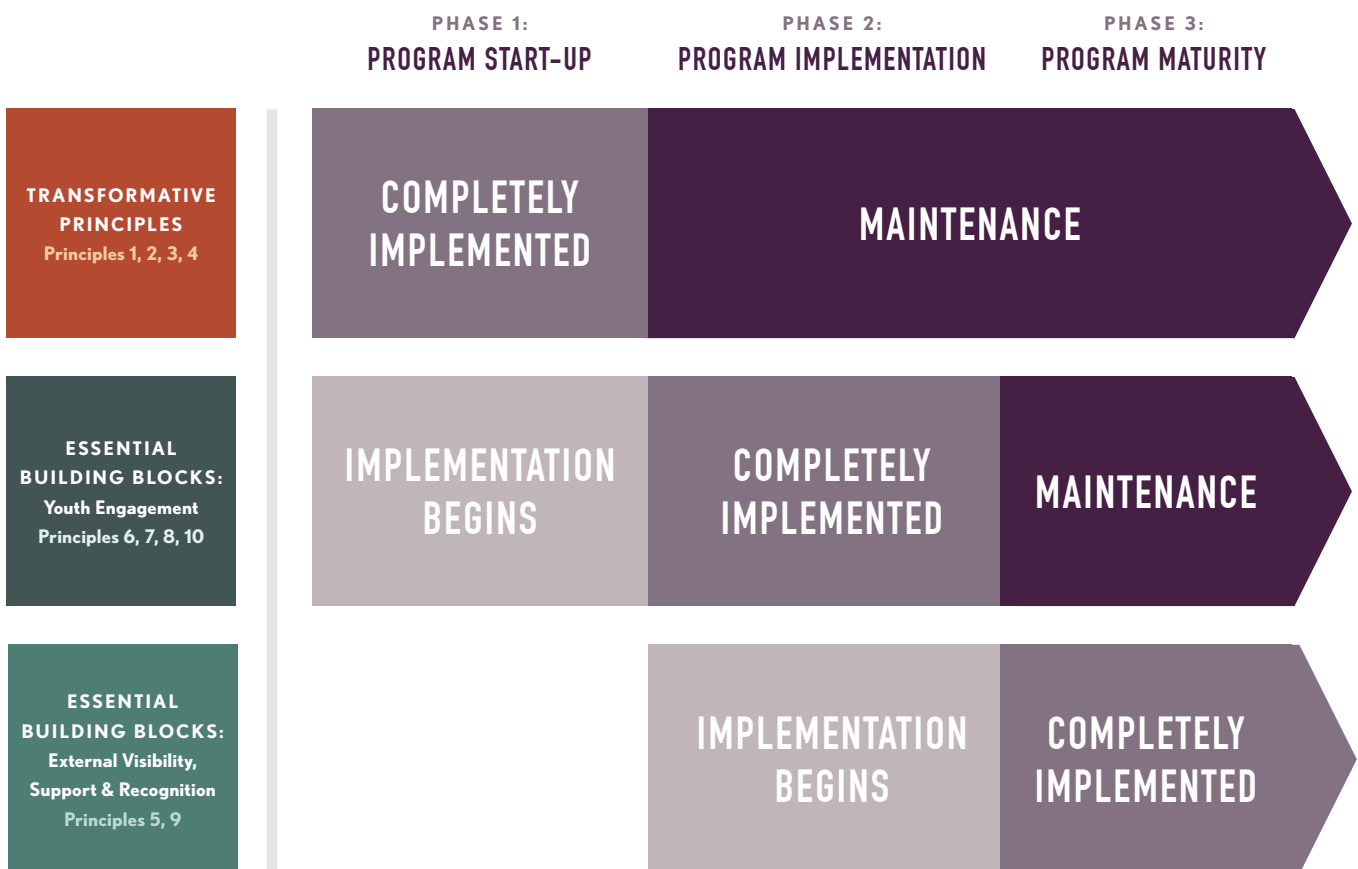 PHASE 1:
PROGRAM START-UP
PHASE 2:
PROGRAM IMPLEMENTATION
PHASE 3:
PROGRAM MATURITY
TRANSFORMATIVE
PRINCIPLES
Principles 1, 2, 3, 4
COMPLETELY
IMPLEMENTED
MAINTENANCE
ESSENTIAL
BUILDING BLOCKS:
Youth Engagement
Principles 6, 7, 8, 10
IMPLEMENTATION
BEGINS
COMPLETELY
IMPLEMENTED
MAINTENANCE
ESSENTIAL
BUILDING BLOCKS:
External Visibility,
Support & Recognition
Principles 5, 9
IMPLEMENTATION
BEGINS
COMPLETELY
IMPLEMENTED